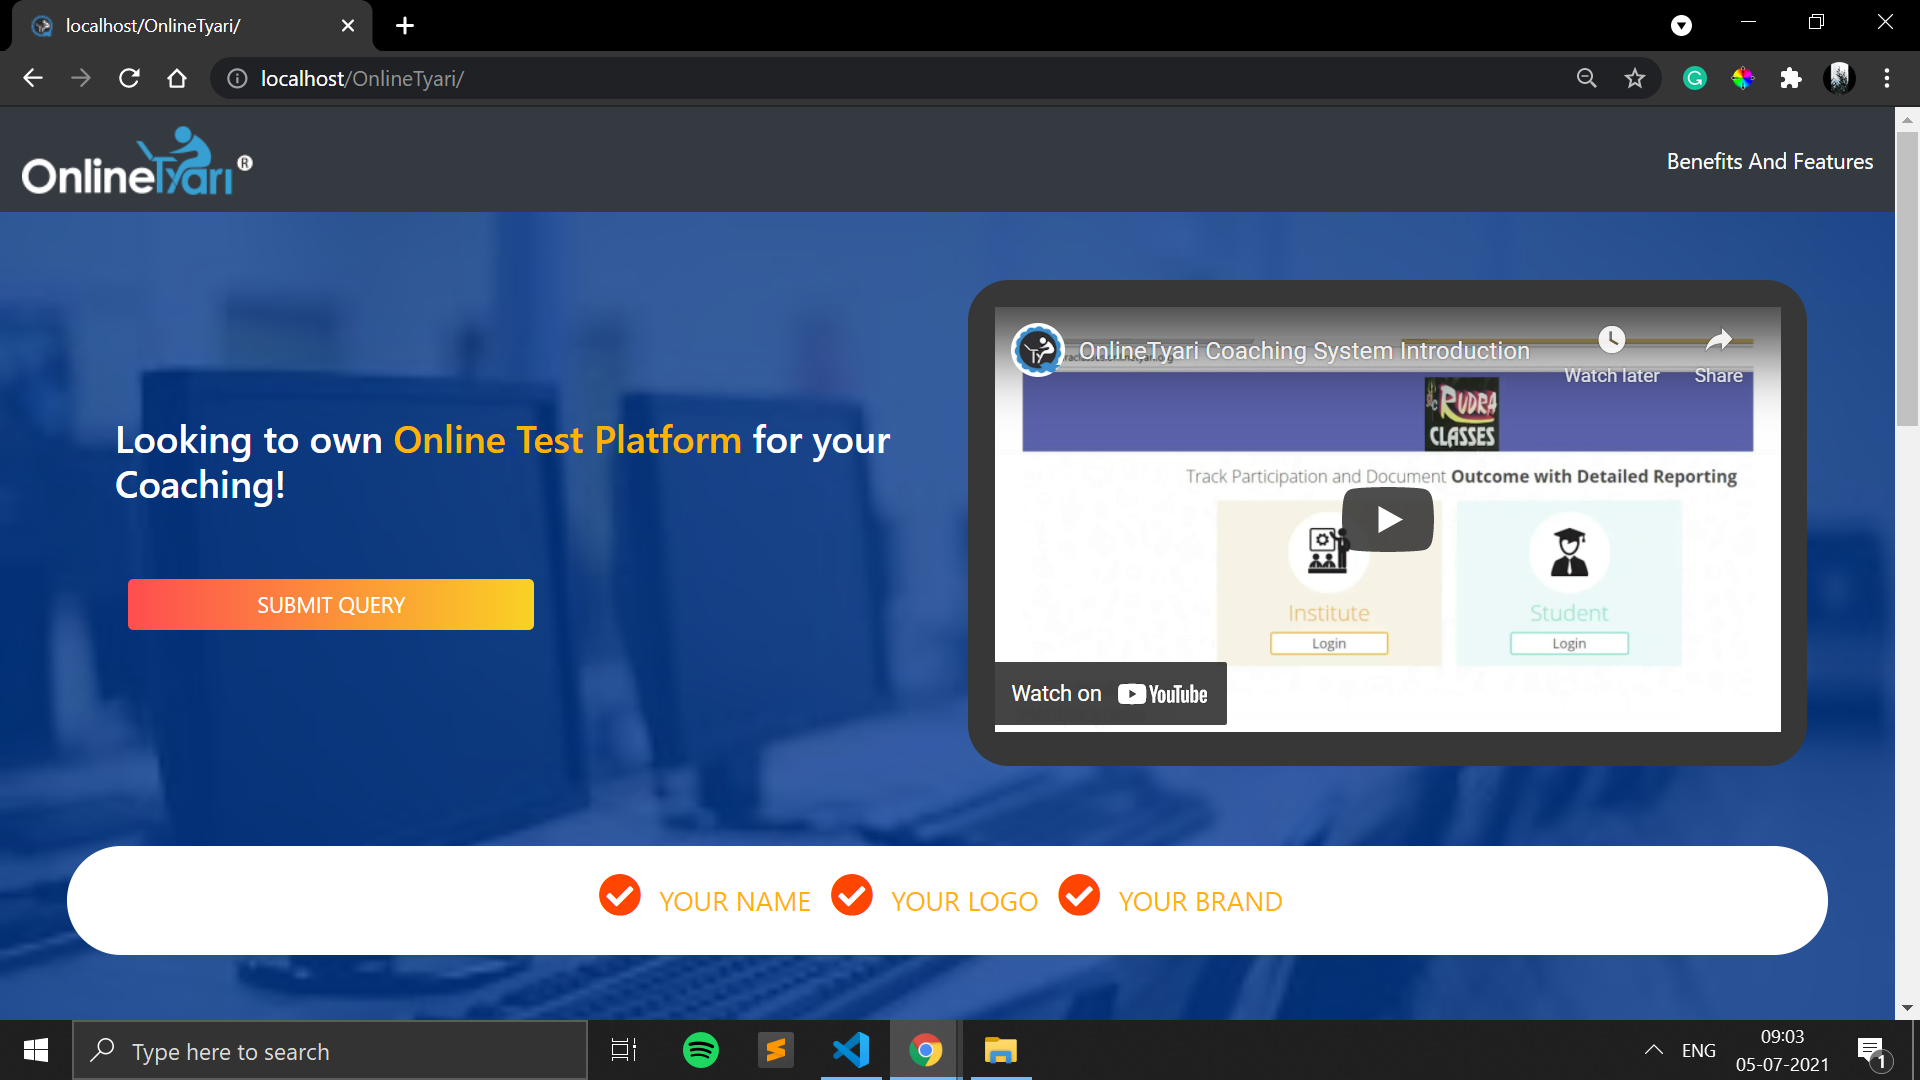 localhost/OnlineTyari/
localhost/OnlineTyari/
OnlineTyari ®
Benefits And Features
OnlineTyari Coaching System Introduction
Watch later
Share
RUDRA
CLASSES
Looking to own Online Test Platform for your
Coaching!
Track Participation and Document Outcome with Detailed Reporting
SUBMIT QUERY
Institute
Student
Login
Login
Watch on YouTube
YOUR NAME
YOUR LOGO
YOUR BRAND
Type here to search
ENG
09:03
05-07-2021
1